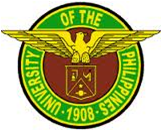 UNIVERSITY OF THE PHILIPPINES
1908